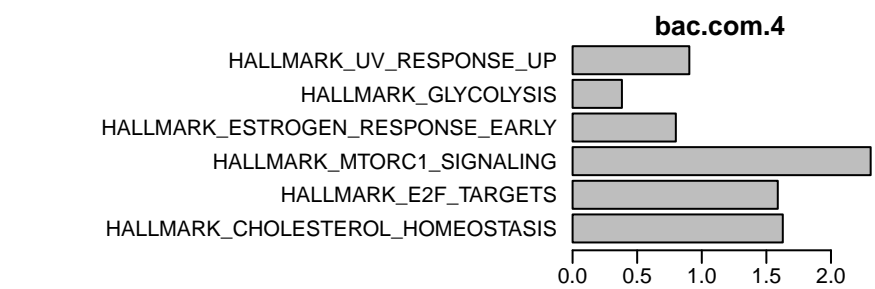 bac.com.4
HALLMARK_UV_RESPONSE_UP
HALLMARK_GLYCOLYSIS
HALLMARK_ESTROGEN_RESPONSE_EARLY
HALLMARK_MTORC1_SIGNALING
HALLMARK_E2F_TARGETS
HALLMARK_CHOLESTEROL_HOMEOSTASIS
0.0 0.5 1.0 1.5 2.0